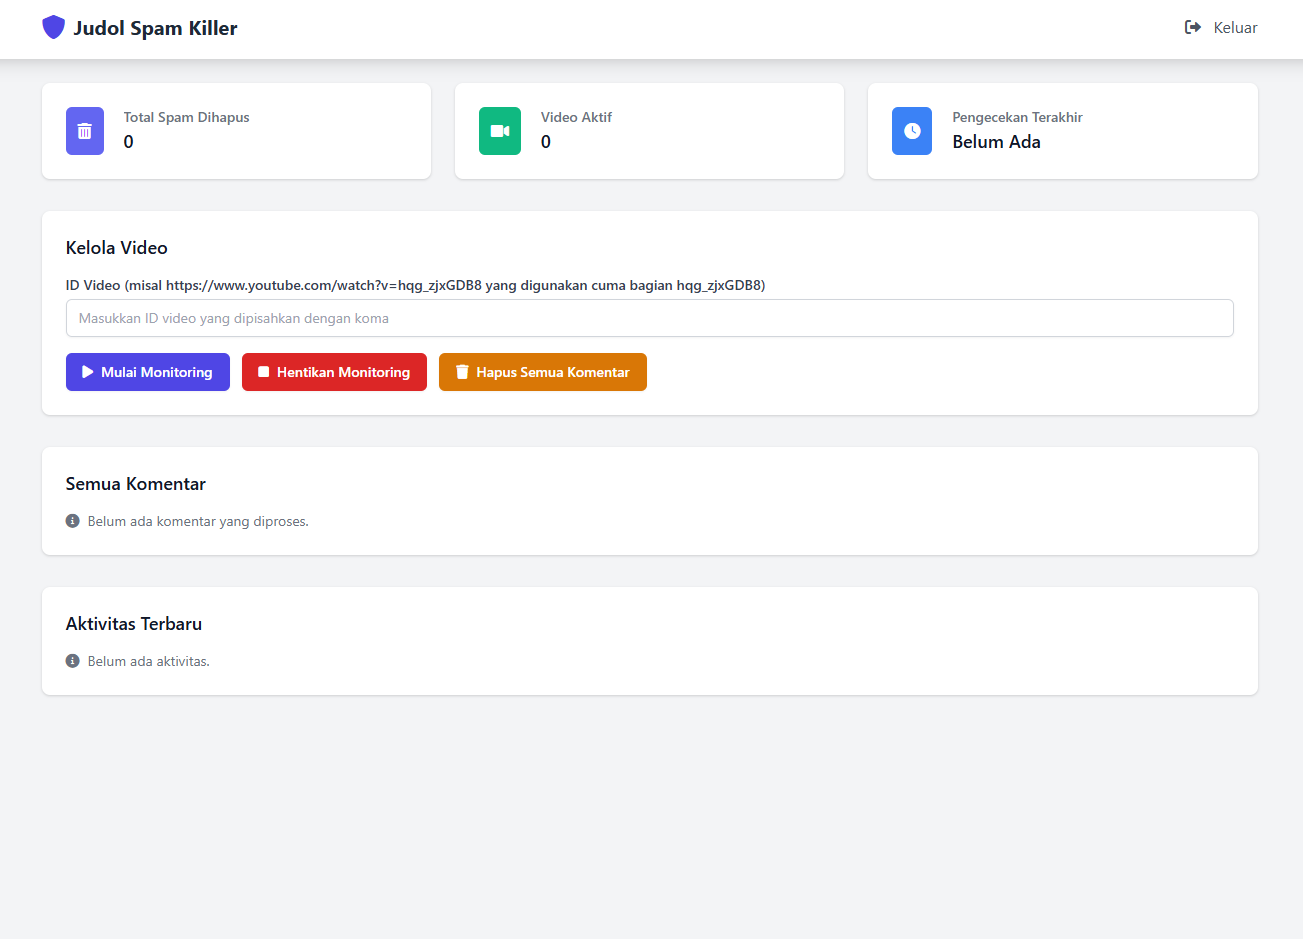 Judol Spam Killer
Keluar
Total Spam Dihapus
0
Video Aktif
0
Pengecekan Terakhir
Belum Ada
Kelola Video
ID Video (misal https://www.youtube.com/watch?v=hqg_zjxGDB8 yang digunakan cuma bagian hqg_zjxGDB8)
Masukkan ID video yang dipisahkan dengan koma
Mulai Monitoring
Hentikan Monitoring
Hapus Semua Komentar
Semua Komentar
Belum ada komentar yang diproses.
Aktivitas Terbaru
Belum ada aktivitas.